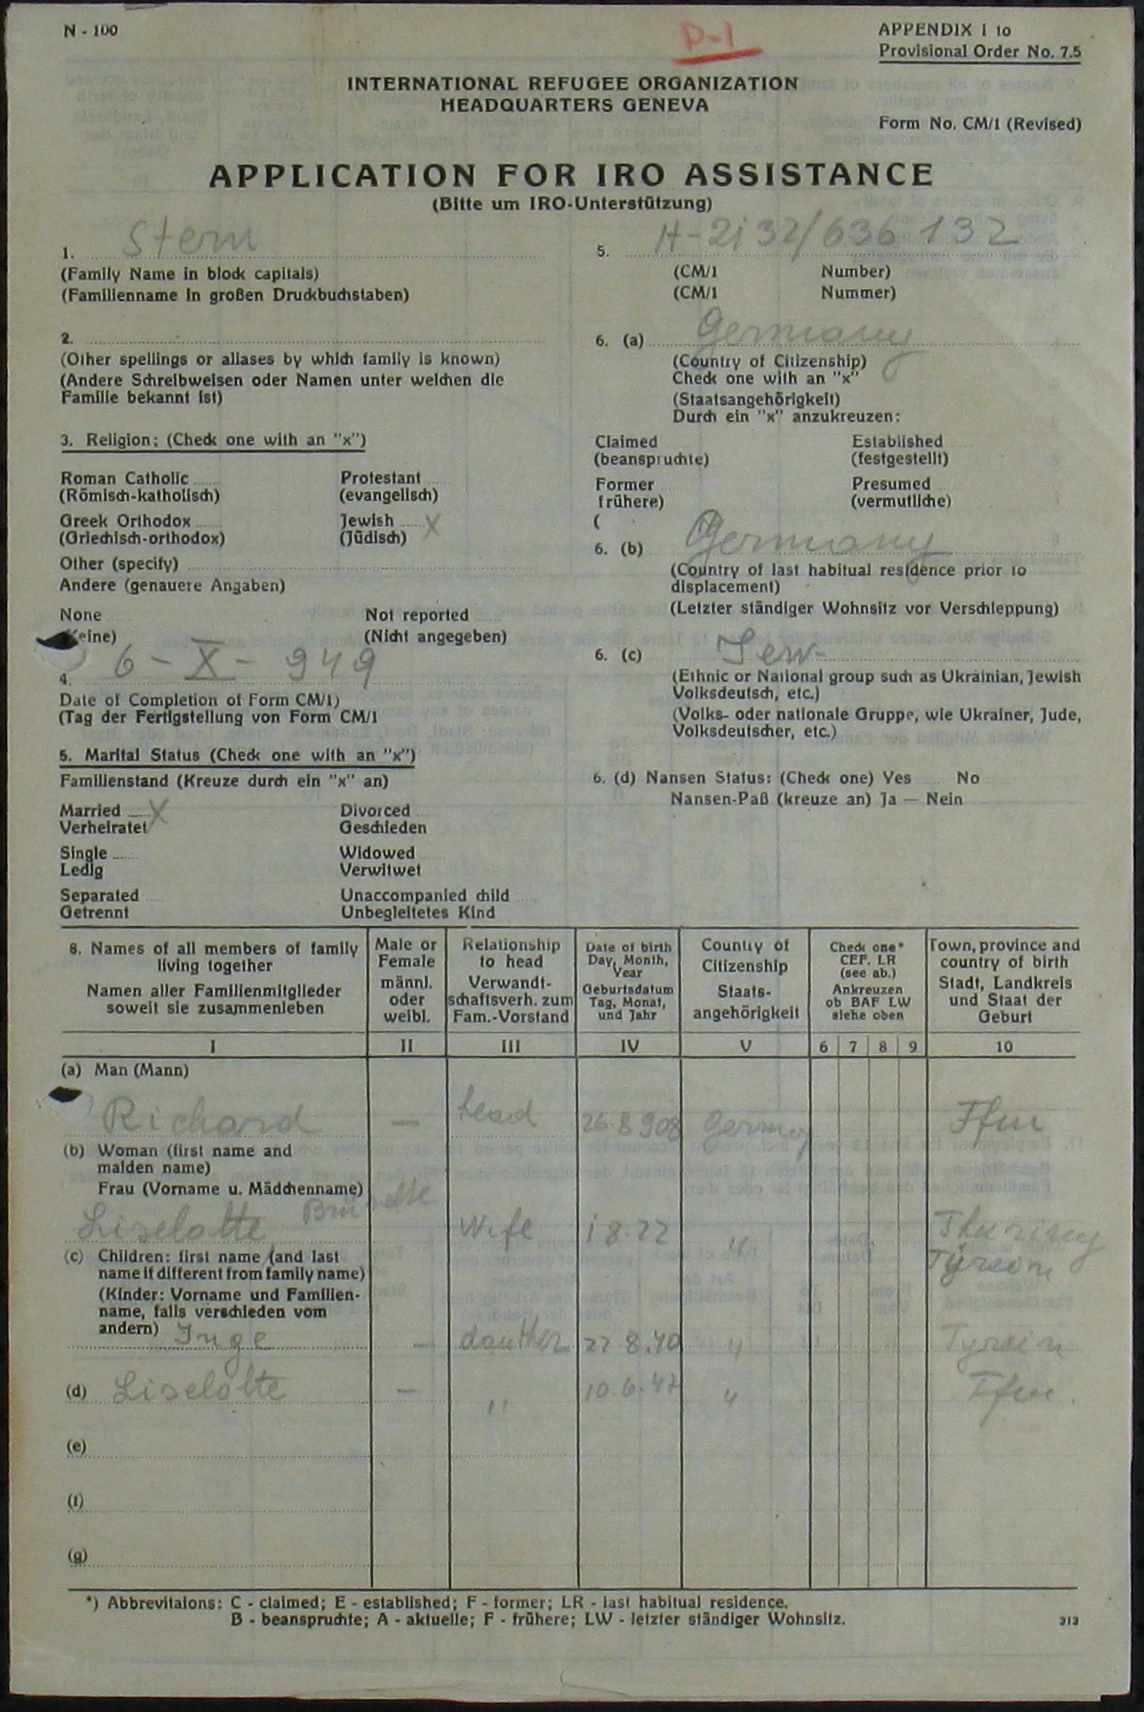 N - 100
D-1
APPENDIX I to
Provisional Order No. 7.5
INTERNATIONAL REFUGEE ORGANIZATION
HEADQUARTERS GENEVA
Form No. CM/1 (Revised)
APPLICATION FOR IRO ASSISTANCE
(Bitte um IRO-Unterstützung)
1. Stern
(Family Name in block capitals)
(Familienname in großen Druckbuchstaben)
2.
(Other spellings or aliases by which family is known)
(Andere Schreibweisen oder Namen unter welchen die
Familie bekannt ist)
3. Religion; (Check one with an "x")
Roman Catholic Protestant
(Römisch-katholisch) (evangelisch)
Greek Orthodox Jewish X
(Griechisch-orthodox) (Jüdisch)
Other (specify)
Andere (genauere Angaben)
None Not reported
Keine) (Nicht angegeben)
4. 6 - X - 949
Date of Completion of Form CM/1)
(Tag der Fertigstellung von Form CM/1
5. Marital Status (Check one with an "x")
Familienstand (Kreuze durch ein "x" an)
Married X Divorced
Verheiratet Geschieden
Single Widowed
Ledig Verwitwet
Separated Unaccompanied child
Getrennt Unbegleitetes Kind
5. H-2i 32/636 132
(CM/1 Number)
(CM/1 Nummer)
6. (a) Germany
(Country of Citizenship)
Check one with an "x"
(Staatsangehörigkeit)
Durch ein "x" anzukreuzen:
Claimed Established
(beanspruchte) (festgestellt)
Former Presumed
frühere) (vermutliche)
(
6. (b) Germany
(Country of last habitual residence prior to
displacement)
(Letzter ständiger Wohnsitz vor Verschleppung)
6. (c) Jew-
(Ethnic or National group such as Ukrainian, Jewish
Volksdeutsch, etc.)
(Volks- oder nationale Gruppe, wie Ukrainer, Jude,
Volksdeutscher, etc.)
6. (d) Nansen Status: (Check one) Yes No
Nansen-Paß (kreuze an) Ja — Nein
8. Names of all members of family
living together
Namen aller Familienmitglieder
soweit sie zusammenleben
Male or
Female
männl.
oder
weibl.
Relationship
to head
Verwandt-
schaftsverh. zum
Fam.-Vorstand
Date of birth
Day, Month,
Year
Geburtsdatum
Tag, Monat,
und Jahr
Country of
Citizenship
Staats-
angehörigkeit
Check one*
CEF. LR
(see ab.)
Ankreuzen
ob BAF LW
siehe oben
Town, province and
country of birth
Stadt, Landkreis
und Staat der
Geburt
I II III IV V 6 7 8 9 10
(a) Man (Mann)
Richard — head 26.8 908 Germany Ffm
(b) Woman (first name and
maiden name)
Frau (Vorname u. Mädchenname)
Liselotte Wife 1 8.22 "
(c) Children: first name (and last
name if different from family name)
(Kinder: Vorname und Familien-
name, falls verschieden vom
andern) Inge — dauther 22 8.40 "
(d) Liselotte — " 10.6.47 " Ffm.
(e)
(f)
(g)
*) Abbrevitaions: C - claimed; E - established; F - former; LR - last habitual residence.
B - beanspruchte; A - aktuelle; F - frühere; LW - letzter ständiger Wohnsitz.
313